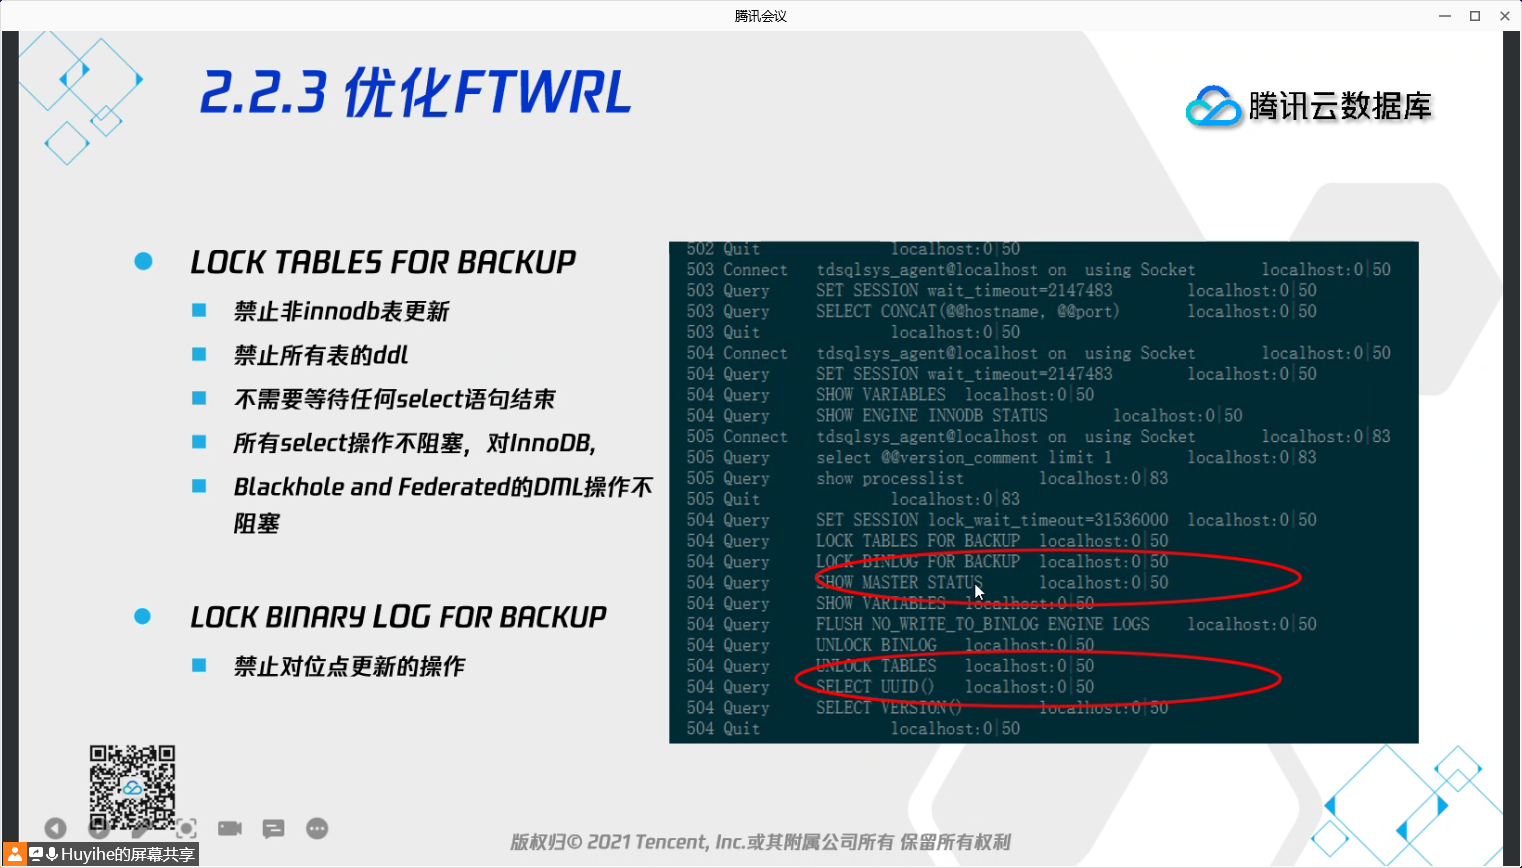 腾讯会议
2.2.3 优化FTWRL
腾讯云数据库
LOCK TABLES FOR BACKUP
禁止非innodb表更新
禁止所有表的ddl
不需要等待任何select语句结束
所有select操作不阻塞，对InnoDB,
Blackhole and Federated的DML操作不
阻塞
LOCK BINARY LOG FOR BACKUP
禁止对位点更新的操作
502 Quit localhost:0|50
503 Connect tdsqlsys_agent@localhost on using Socket localhost:0|50
503 Query SET SESSION wait_timeout=2147483 localhost:0|50
503 Query SELECT CONCAT(@@hostname, @@port) localhost:0|50
503 Quit localhost:0|50
504 Connect tdsqlsys_agent@localhost on using Socket localhost:0|50
504 Query SET SESSION wait_timeout=2147483 localhost:0|50
504 Query SHOW VARIABLES localhost:0|50
504 Query SHOW ENGINE INNODB STATUS localhost:0|50
505 Connect tdsqlsys_agent@localhost on using Socket localhost:0|83
505 Query select @@version_comment limit 1 localhost:0|83
505 Query show processlist localhost:0|83
505 Quit localhost:0|83
504 Query SET SESSION lock_wait_timeout=31536000 localhost:0|50
504 Query LOCK TABLES FOR BACKUP localhost:0|50
504 Query LOCK BINLOG FOR BACKUP localhost:0|50
504 Query SHOW MASTER STATUS localhost:0|50
504 Query SHOW VARIABLES localhost:0|50
504 Query FLUSH NO_WRITE_TO_BINLOG ENGINE LOGS localhost:0|50
504 Query UNLOCK BINLOG localhost:0|50
504 Query UNLOCK TABLES localhost:0|50
504 Query SELECT UUID() localhost:0|50
504 Query SELECT VERSION() localhost:0|50
504 Quit localhost:0|50
版权归© 2021 Tencent, Inc.或其附属公司所有 保留所有权利
Huyihe的屏幕共享